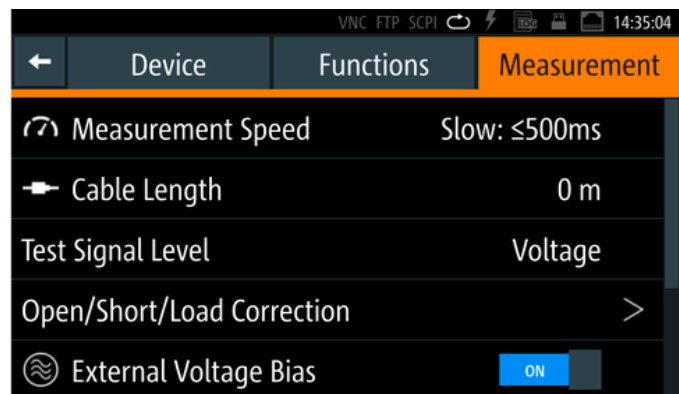 VNC FTP SCPI LOG 14:35:04
Device Functions Measurement
Measurement Speed Slow: ≤500ms
Cable Length 0 m
Test Signal Level Voltage
Open/Short/Load Correction >
External Voltage Bias ON